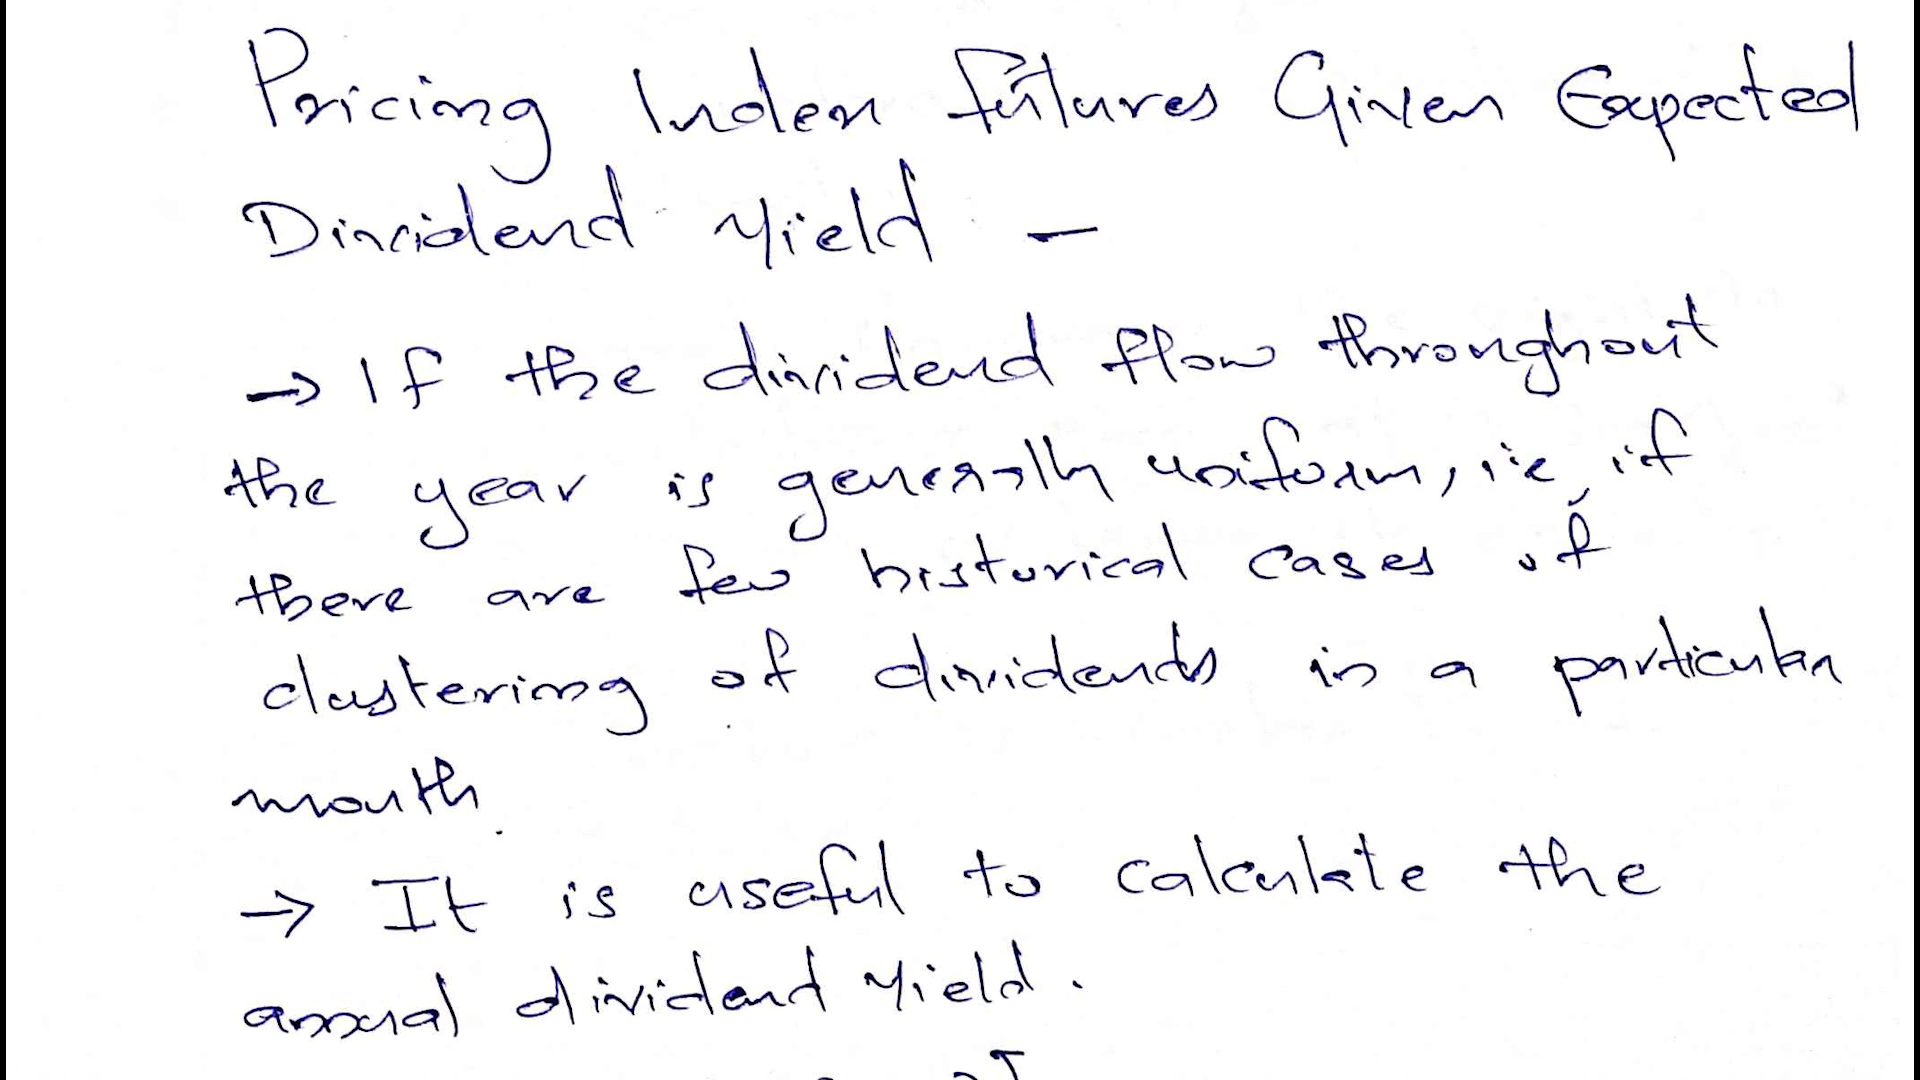 Pricing Index futures Given Expected
Dividend Yield -
→ If the dividend flow throughout
the year is generally uniform, i.e, if
there are few historical cases of
clustering of dividends in a particular
month.
→ It is useful to calculate the
annual dividend yield.